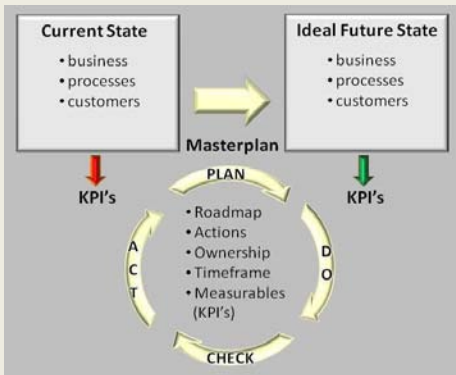 Current State
• business
• processes
• customers
Ideal Future State
• business
• processes
• customers
Masterplan
KPI's
KPI's
PLAN
DO
CHECK
ACT
• Roadmap
• Actions
• Ownership
• Timeframe
• Measurables
(KPI's)